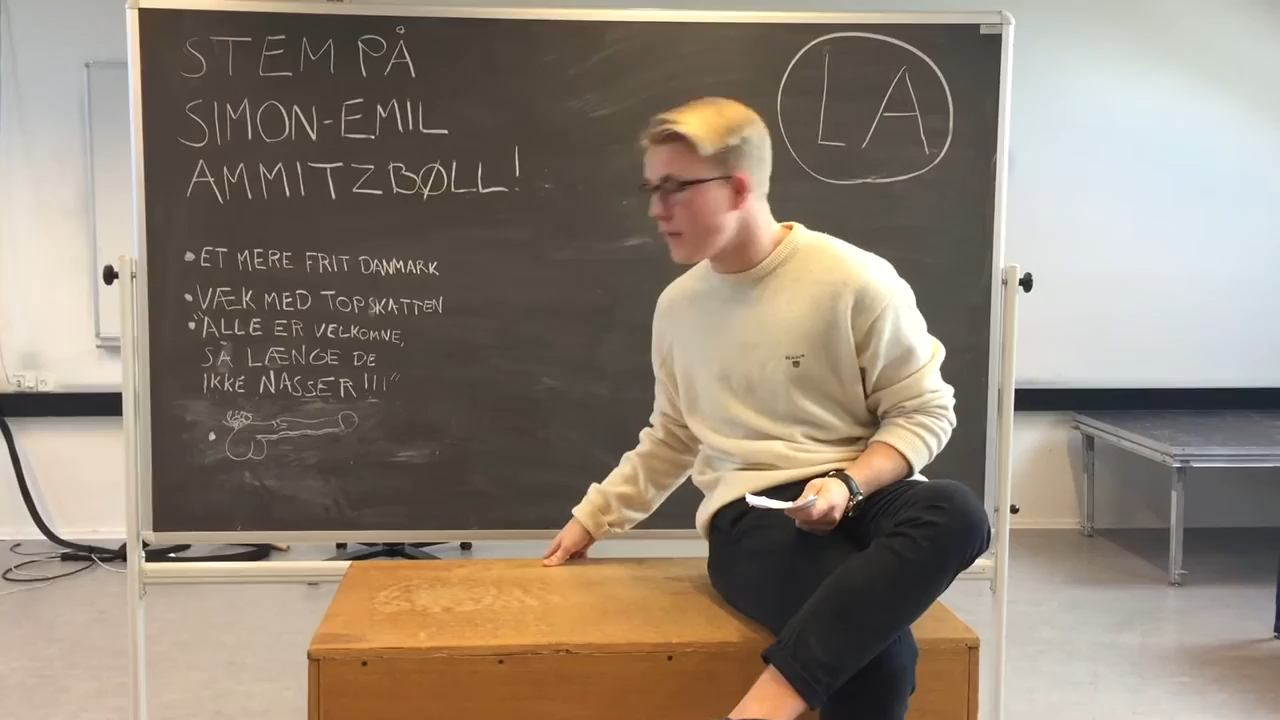 STEM PÅ
SIMON-EMIL
AMMITZBØLL!
LA
• ET MERE FRIT DANMARK
• VÆK MED TOPSKATTEN
• "ALLE ER VELKOMNE,
SÅ LÆNGE DE
IKKE NASSER!!!"